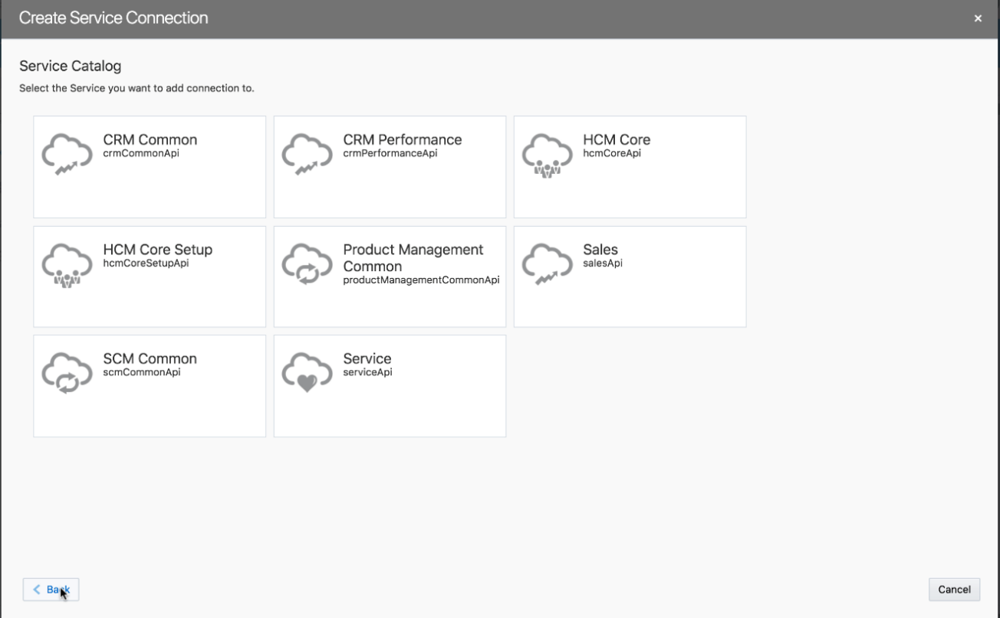 Create Service Connection
×
Service Catalog
Select the Service you want to add connection to.
CRM Common
crmCommonApi
CRM Performance
crmPerformanceApi
HCM Core
hcmCoreApi
HCM Core Setup
hcmCoreSetupApi
Product Management
Common
productManagementCommonApi
Sales
salesApi
SCM Common
scmCommonApi
Service
serviceApi
Back
Cancel